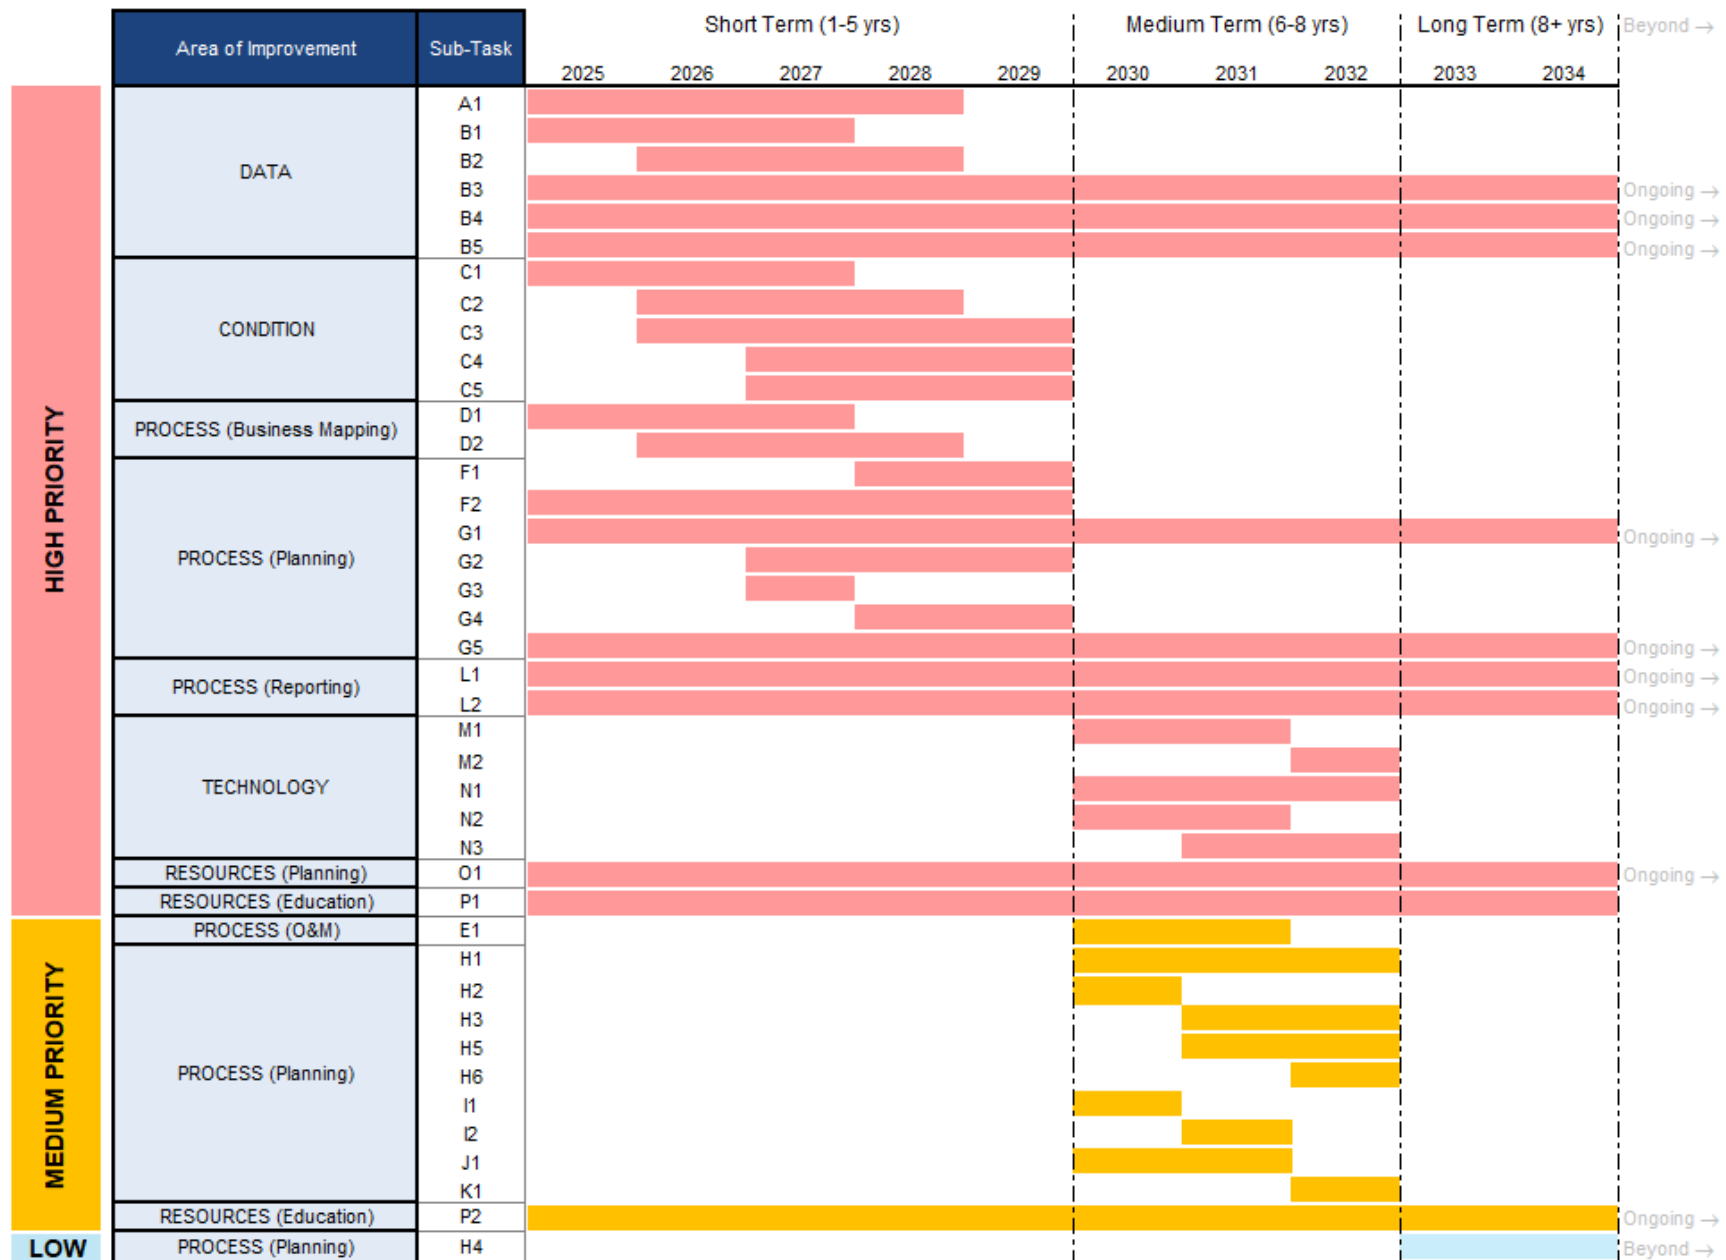 Area of Improvement Sub-Task Short Term (1-5 yrs) Medium Term (6-8 yrs) Long Term (8+ yrs) Beyond →
2025 2026 2027 2028 2029 2030 2031 2032 2033 2034
HIGH PRIORITY
DATA
A1
B1
B2
B3 Ongoing →
B4 Ongoing →
B5 Ongoing →
CONDITION
C1
C2
C3
C4
C5
PROCESS (Business Mapping)
D1
D2
PROCESS (Planning)
F1
F2
G1 Ongoing →
G2
G3
G4
G5 Ongoing →
PROCESS (Reporting)
L1 Ongoing →
L2 Ongoing →
TECHNOLOGY
M1
M2
N1
N2
N3
RESOURCES (Planning) O1 Ongoing →
RESOURCES (Education) P1
MEDIUM PRIORITY
PROCESS (O&M) E1
PROCESS (Planning)
H1
H2
H3
H5
H6
I1
I2
J1
K1
RESOURCES (Education) P2 Ongoing →
LOW PROCESS (Planning) H4 Beyond →